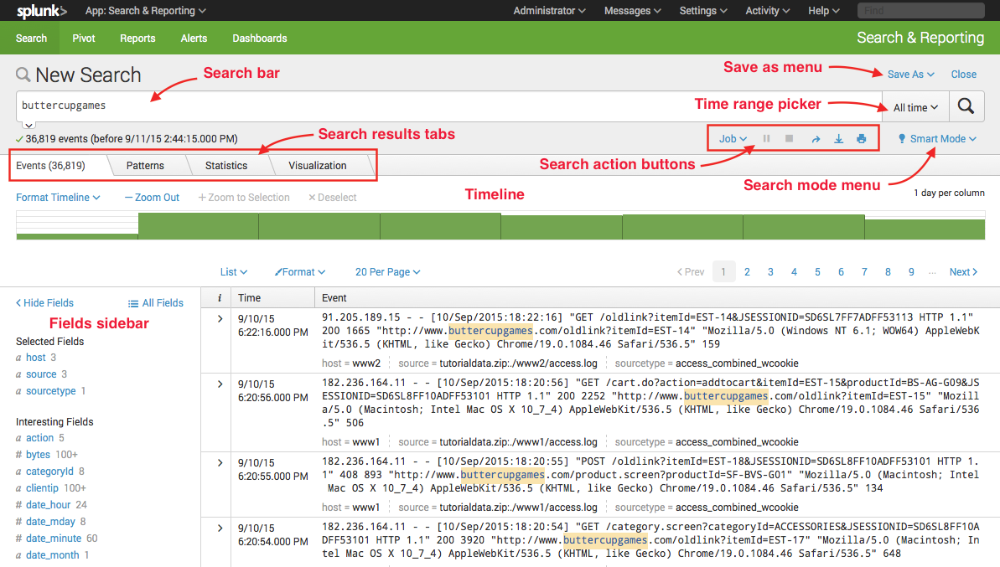 splunk> App: Search & Reporting Administrator Messages Settings Activity Help Find
Search Pivot Reports Alerts Dashboards Search & Reporting
New Search
Search bar
Save as menu
Save As Close
buttercupgames
Time range picker
All time
36,819 events (before 9/11/15 2:44:15.000 PM)
Search results tabs
Job
Smart Mode
Events (36,819) Patterns Statistics Visualization
Search action buttons
Search mode menu
Format Timeline — Zoom Out + Zoom to Selection × Deselect
Timeline
1 day per column
List Format 20 Per Page
< Prev 1 2 3 4 5 6 7 8 9 ... Next >
< Hide Fields All Fields
Fields sidebar
Selected Fields
a host 3
a source 3
a sourcetype 1
Interesting Fields
a action 5
# bytes 100+
a categoryId 8
a clientip 100+
# date_hour 24
# date_mday 8
# date_minute 60
a date_month 1
i Time Event
9/10/15
6:22:16.000 PM
91.205.189.15 - - [10/Sep/2015:18:22:16] "GET /oldlink?itemId=EST-14&JSESSIONID=SD6SL7FF7ADFF53113 HTTP 1.1"
200 1665 "http://www.buttercupgames.com/oldlink?itemId=EST-14" "Mozilla/5.0 (Windows NT 6.1; WOW64) AppleWebK
it/536.5 (KHTML, like Gecko) Chrome/19.0.1084.46 Safari/536.5" 159
host = www2 source = tutorialdata.zip:./www2/access.log sourcetype = access_combined_wcookie
9/10/15
6:20:56.000 PM
182.236.164.11 - - [10/Sep/2015:18:20:56] "GET /cart.do?action=addtocart&itemId=EST-15&productId=BS-AG-G09&JS
ESSIONID=SD6SL8FF10ADFF53101 HTTP 1.1" 200 2252 "http://www.buttercupgames.com/oldlink?itemId=EST-15" "Mozill
a/5.0 (Macintosh; Intel Mac OS X 10_7_4) AppleWebKit/536.5 (KHTML, like Gecko) Chrome/19.0.1084.46 Safari/536
.5" 506
host = www1 source = tutorialdata.zip:./www1/access.log sourcetype = access_combined_wcookie
9/10/15
6:20:55.000 PM
182.236.164.11 - - [10/Sep/2015:18:20:55] "POST /oldlink?itemId=EST-18&JSESSIONID=SD6SL8FF10ADFF53101 HTTP 1.
1" 408 893 "http://www.buttercupgames.com/product.screen?productId=SF-BVS-G01" "Mozilla/5.0 (Macintosh; Intel
Mac OS X 10_7_4) AppleWebKit/536.5 (KHTML, like Gecko) Chrome/19.0.1084.46 Safari/536.5" 134
host = www1 source = tutorialdata.zip:./www1/access.log sourcetype = access_combined_wcookie
9/10/15
6:20:54.000 PM
182.236.164.11 - - [10/Sep/2015:18:20:54] "GET /category.screen?categoryId=ACCESSORIES&JSESSIONID=SD6SL8FF10A
DFF53101 HTTP 1.1" 200 3920 "http://www.buttercupgames.com/oldlink?itemId=EST-17" "Mozilla/5.0 (Macintosh; In
tel Mac OS X 10_7_4) AppleWebKit/536.5 (KHTML, like Gecko) Chrome/19.0.1084.46 Safari/536.5" 648